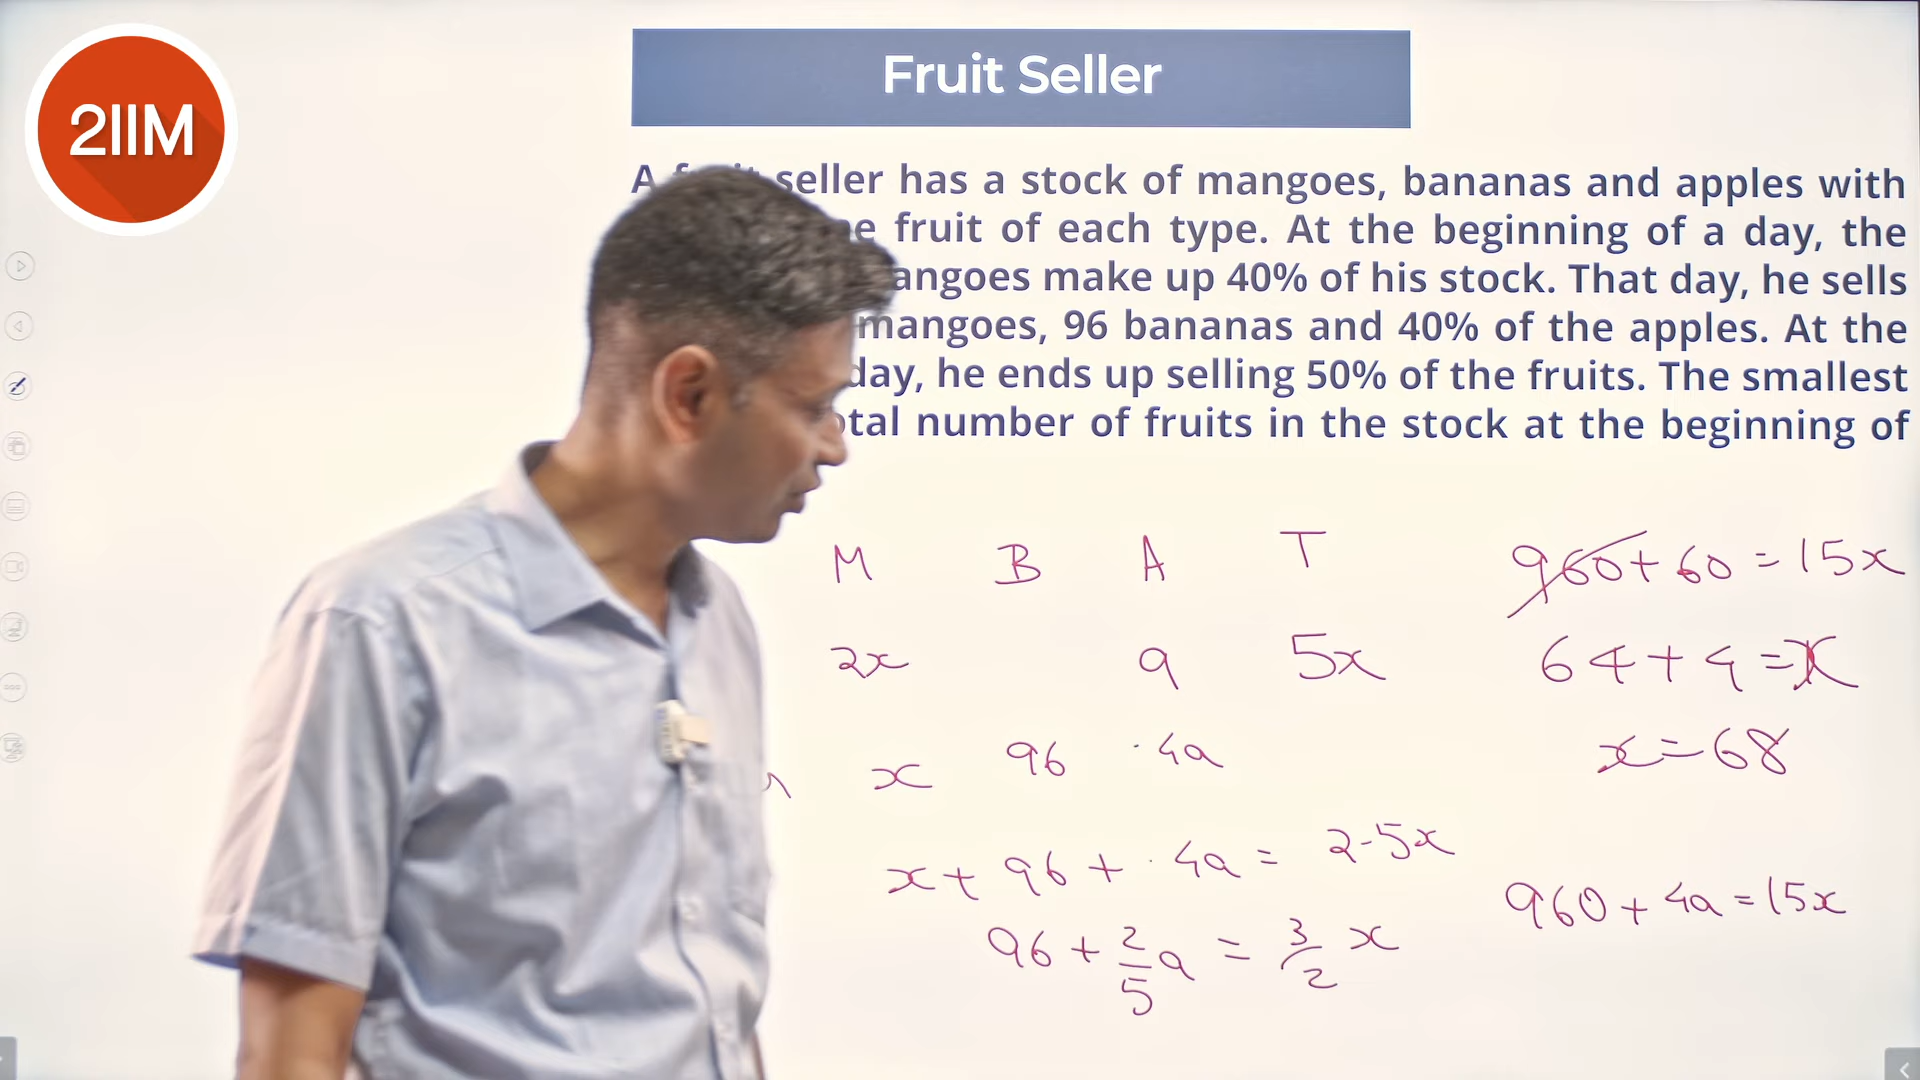 2IIM
Fruit Seller
A seller has a stock of mangoes, bananas and apples with
fruit of each type. At the beginning of a day, the
make up 40% of his stock. That day, he sells
mangoes, 96 bananas and 40% of the apples. At the
day, he ends up selling 50% of the fruits. The smallest
number of fruits in the stock at the beginning of
M B A T
2x a 5x
x 96 .4a
x + 96 + .4a = 2.5x
96 + 2/5 a = 3/2 x
960 + 60 = 15x
64 + 4 = x
x = 68
960 + 4a = 15x